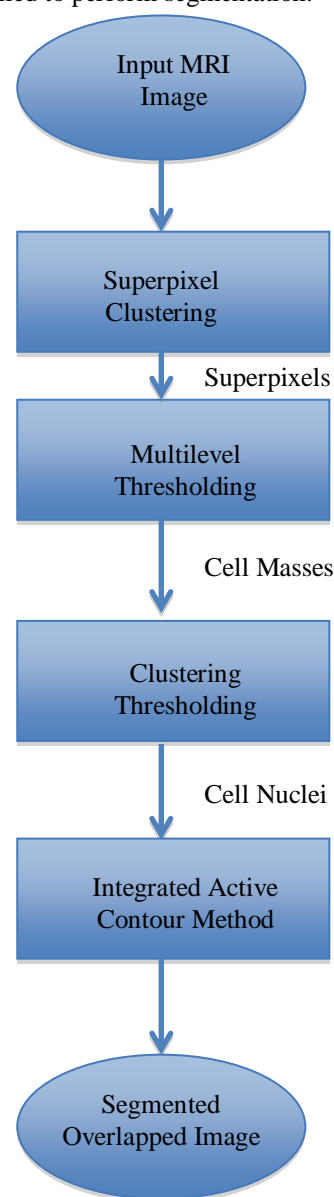 to perform segmentation.
Input MRI
Image
Superpixel
Clustering
Superpixels
Multilevel
Thresholding
Cell Masses
Clustering
Thresholding
Cell Nuclei
Integrated Active
Contour Method
Segmented
Overlapped Image